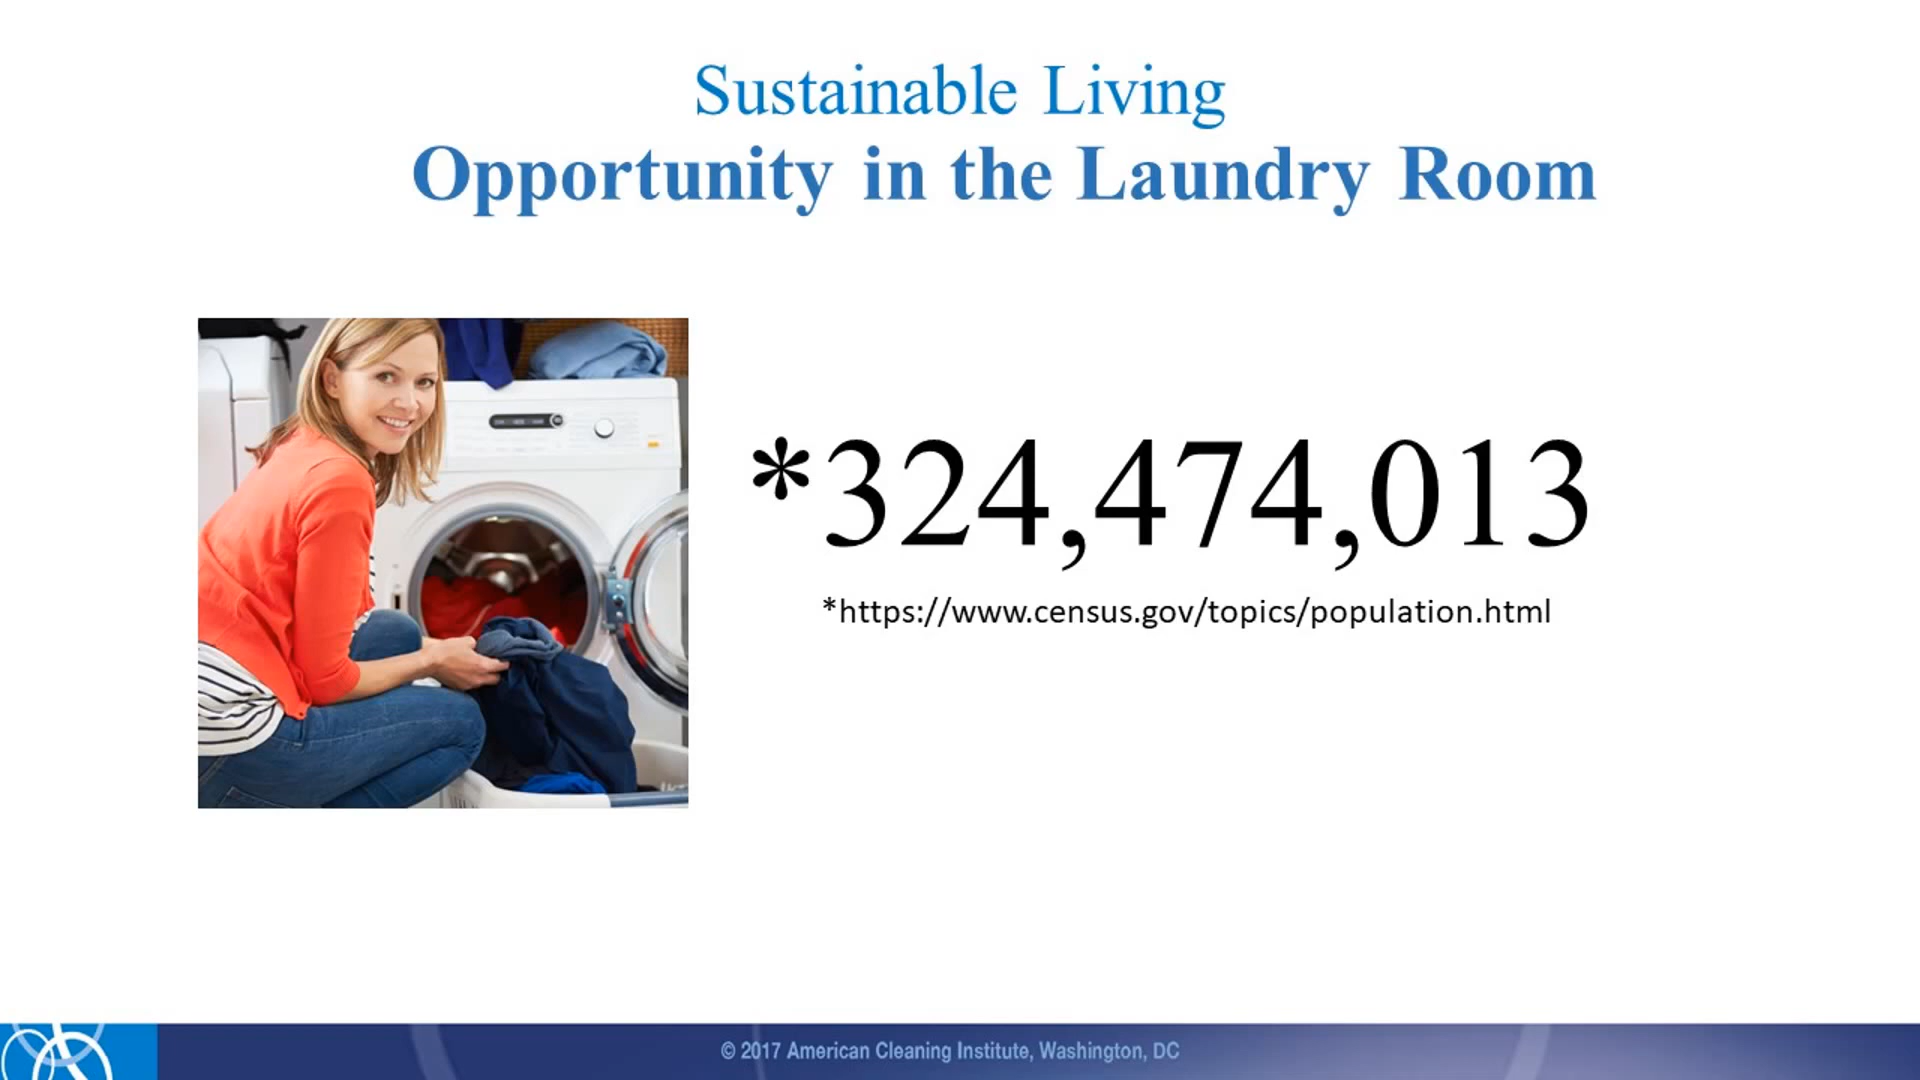 Sustainable Living
Opportunity in the Laundry Room
*324,474,013
*https://www.census.gov/topics/population.html
© 2017 American Cleaning Institute, Washington, DC